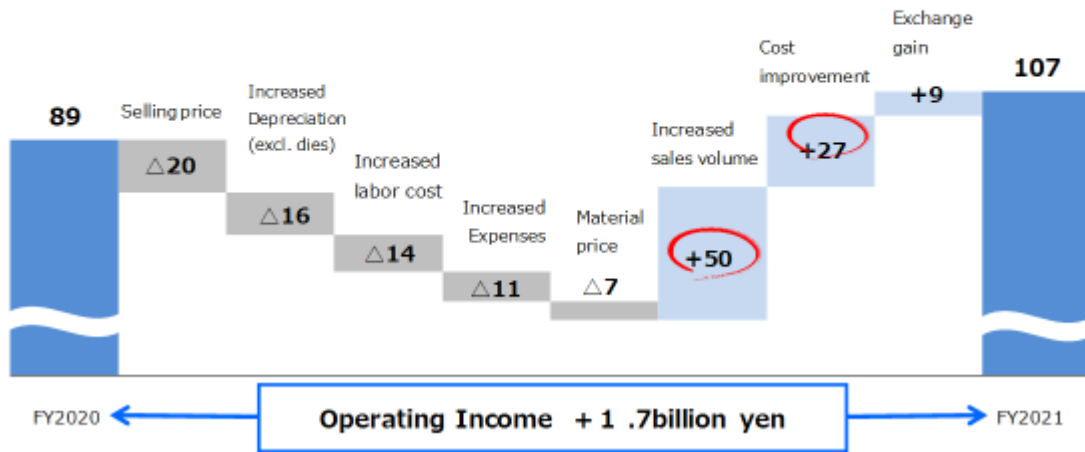 89
Selling price
△20
Increased
Depreciation
(excl. dies)
△16
Increased
labor cost
△14
Increased
Expenses
△11
Material
price
△7
Increased
sales volume
+50
Cost
improvement
+27
Exchange
gain
+9
107
FY2020
Operating Income + 1 .7billion yen
FY2021